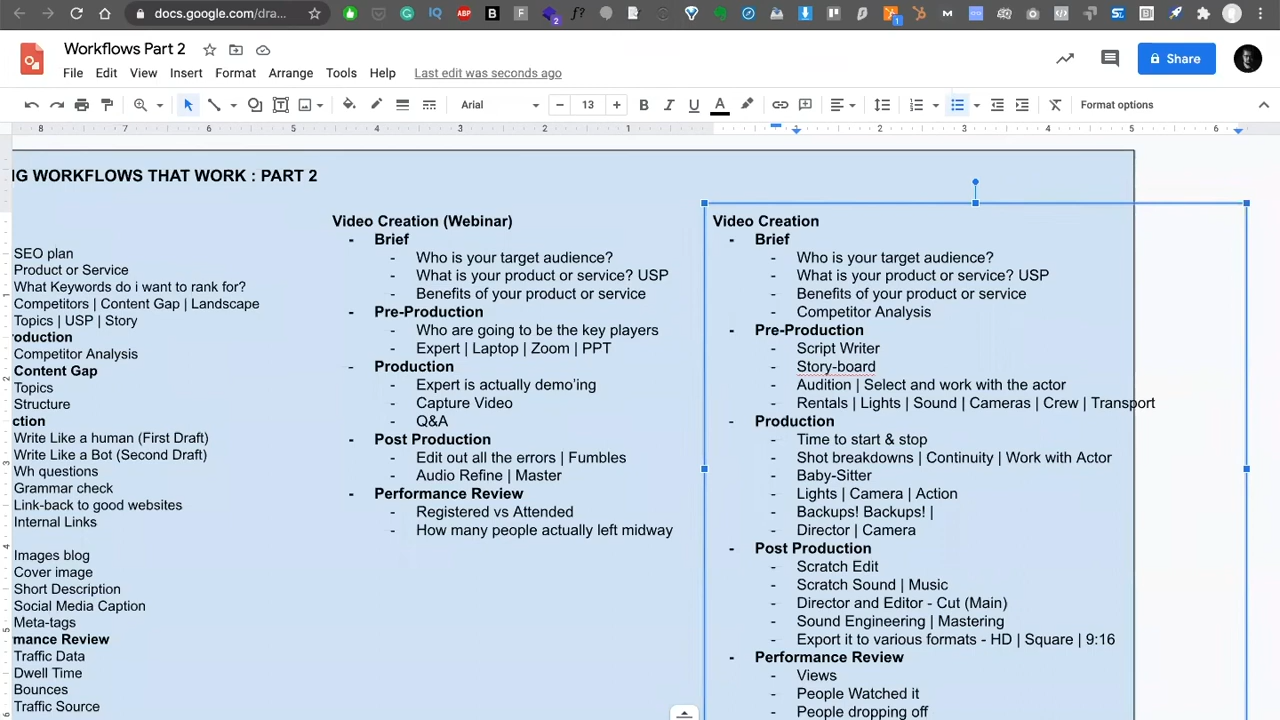 docs.google.com/dra...
Workflows Part 2
File Edit View Insert Format Arrange Tools Help Last edit was seconds ago
Share
Arial
13
Format options
8 7 6 5 4 3 2 1 2 3 4 5 6
G WORKFLOWS THAT WORK : PART 2
SEO plan
Product or Service
What Keywords do i want to rank for?
Competitors | Content Gap | Landscape
Topics | USP | Story
roduction
Competitor Analysis
Content Gap
Topics
Structure
ction
Write Like a human (First Draft)
Write Like a Bot (Second Draft)
Wh questions
Grammar check
Link-back to good websites
Internal Links
Images blog
Cover image
Short Description
Social Media Caption
Meta-tags
mance Review
Traffic Data
Dwell Time
Bounces
Traffic Source
Video Creation (Webinar)
- Brief
- Who is your target audience?
- What is your product or service? USP
- Benefits of your product or service
- Pre-Production
- Who are going to be the key players
- Expert | Laptop | Zoom | PPT
- Production
- Expert is actually demo'ing
- Capture Video
- Q&A
- Post Production
- Edit out all the errors | Fumbles
- Audio Refine | Master
- Performance Review
- Registered vs Attended
- How many people actually left midway
Video Creation
- Brief
- Who is your target audience?
- What is your product or service? USP
- Benefits of your product or service
- Competitor Analysis
- Pre-Production
- Script Writer
- Story-board
- Audition | Select and work with the actor
- Rentals | Lights | Sound | Cameras | Crew | Transport
- Production
- Time to start & stop
- Shot breakdowns | Continuity | Work with Actor
- Baby-Sitter
- Lights | Camera | Action
- Backups! Backups! |
- Director | Camera
- Post Production
- Scratch Edit
- Scratch Sound | Music
- Director and Editor - Cut (Main)
- Sound Engineering | Mastering
- Export it to various formats - HD | Square | 9:16
- Performance Review
- Views
- People Watched it
- People dropping off